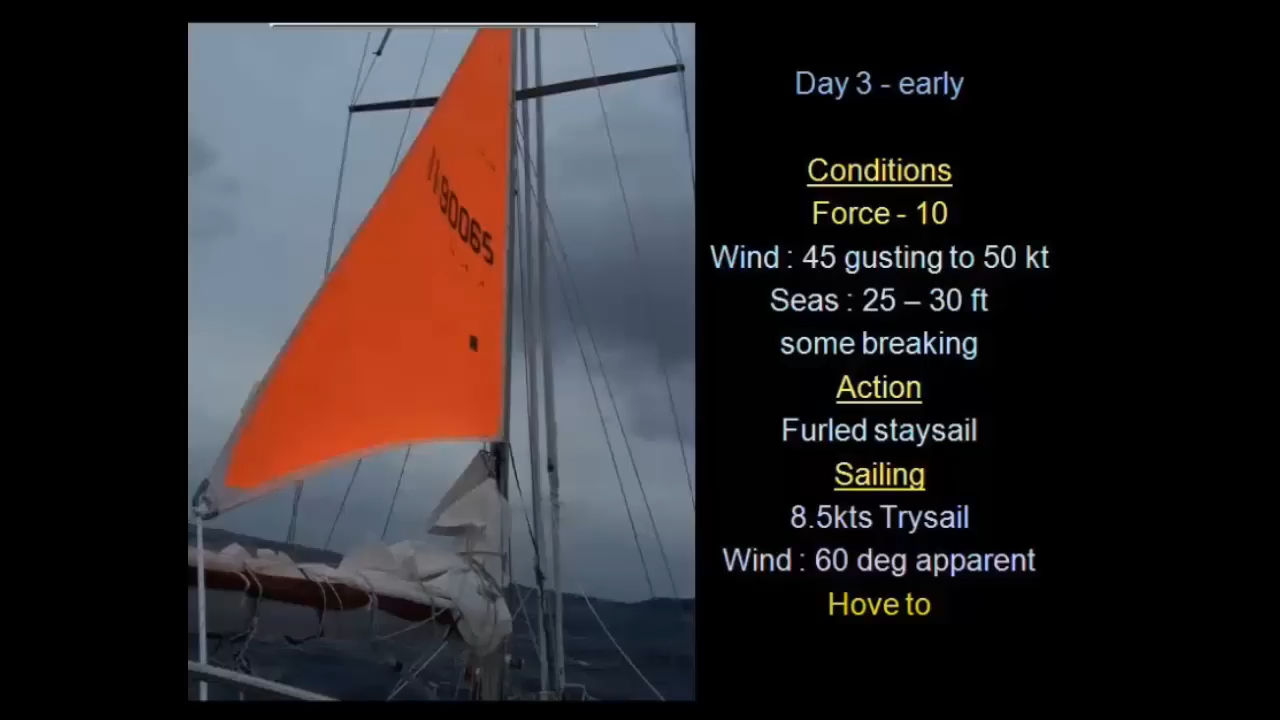 1190065
Day 3 - early
Conditions
Force - 10
Wind : 45 gusting to 50 kt
Seas : 25 – 30 ft
some breaking
Action
Furled staysail
Sailing
8.5kts Trysail
Wind : 60 deg apparent
Hove to